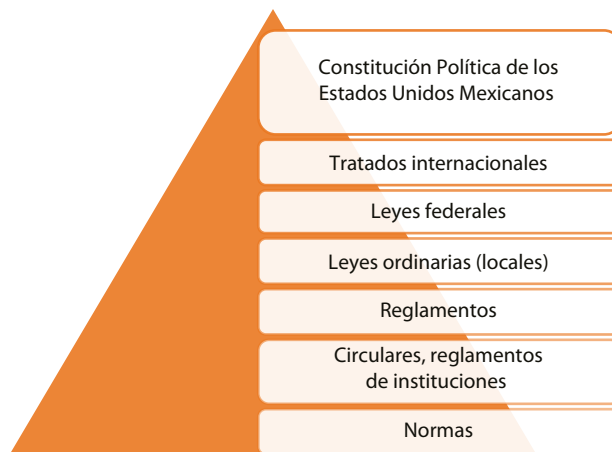 Constitución Política de los
Estados Unidos Mexicanos
Tratados internacionales
Leyes federales
Leyes ordinarias (locales)
Reglamentos
Circulares, reglamentos
de instituciones
Normas